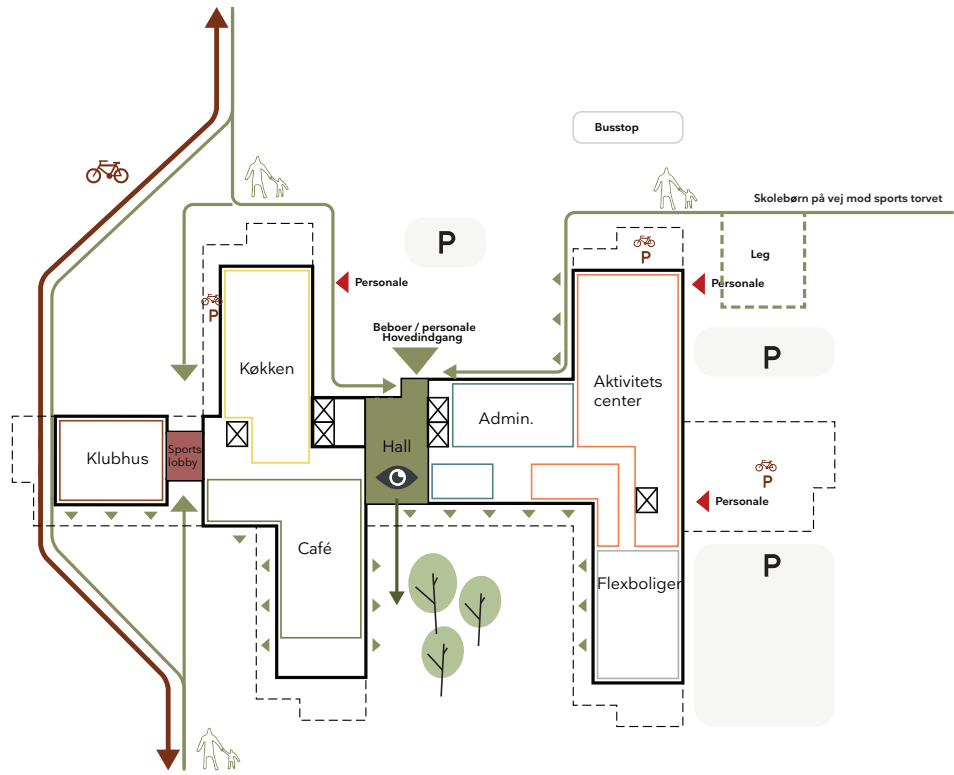 Busstop
Skolebørn på vej mod sports torvet
P
P
Leg
Personale
Personale
P
Beboer / personale
Hovedindgang
P
Køkken
Aktivitets
center
Admin.
Klubhus
Sports
lobby
Hall
P
Personale
Café
P
Flexboliger